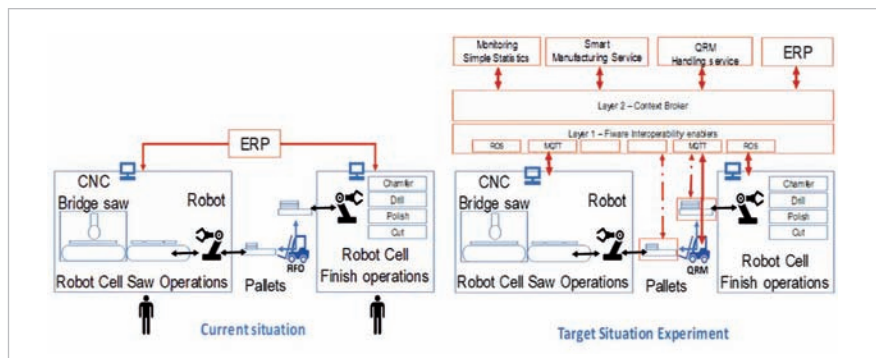 ERP
CNC
Bridge saw
Robot
Robot Cell Saw Operations
Pallets
RFO
Chamfer
Drill
Polish
Cut
Robot Cell
Finish operations
Current situation
Monitoring
Simple Statistics
Smart
Manufacturing Service
QRM
Handling service
ERP
Layer 2 – Context Broker
Layer 1 – Fiware Interoperability enablers
ROS
MQTT
MQTT
ROS
CNC
Bridge saw
Robot
Robot Cell Saw Operations
Pallets
QRM
Chamfer
Drill
Polish
Cut
Robot Cell
Finish operations
Target Situation Experiment